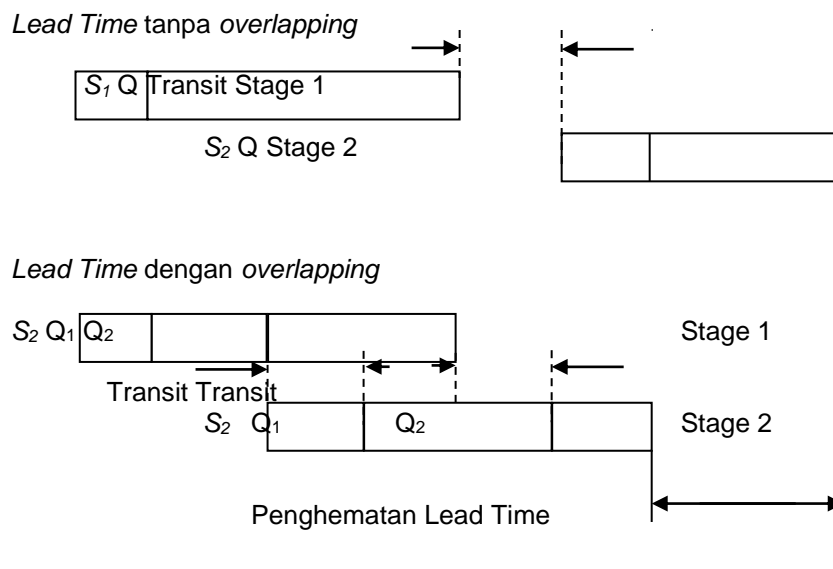 Lead Time tanpa overlapping
S₁ Q Transit Stage 1
S₂ Q Stage 2
Lead Time dengan overlapping
S₂ Q₁ Q₂ Stage 1
Transit Transit
S₂ Q₁ Q₂ Stage 2
Penghematan Lead Time